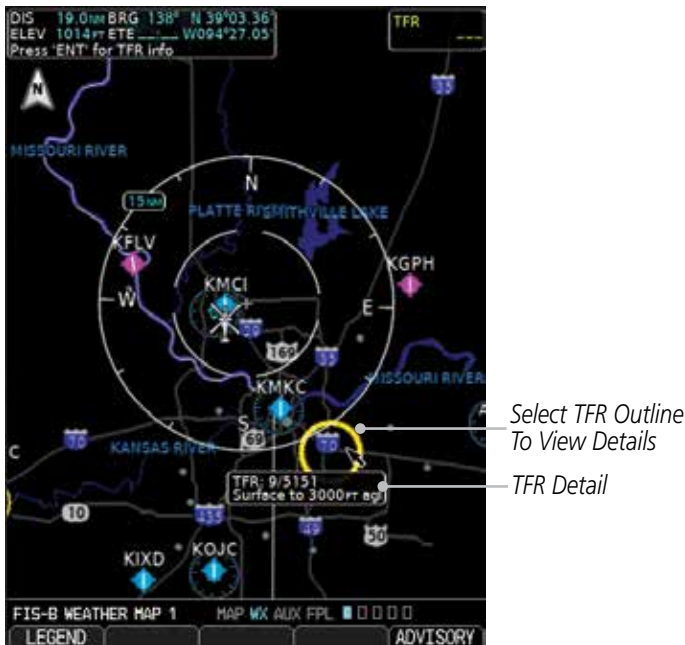 DIS 19.0NM BRG 138° N 39°03.36'
ELEV 1014FT ETE __:__ W094°27.05'
Press 'ENT' for TFR info
TFR
N
35
MISSOURI RIVER
N
15NM
PLATTE RIVER
SMITHVILLE LAKE
KFLV
KGPH
KMCI
W
E
169
35
MISSOURI RIVER
KMKC
S
69
70
70
KANSAS RIVER
C
TFR: 9/5151
Surface to 3000FT agl
10
435
49
50
KIXD
KOJC
FIS-B WEATHER MAP 1 MAP WX AUX FPL
LEGEND
ADVISORY
Select TFR Outline
To View Details
TFR Detail